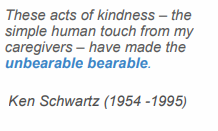 These acts of kindness – the
simple human touch from my
caregivers – have made the
unbearable bearable.
Ken Schwartz (1954 -1995)